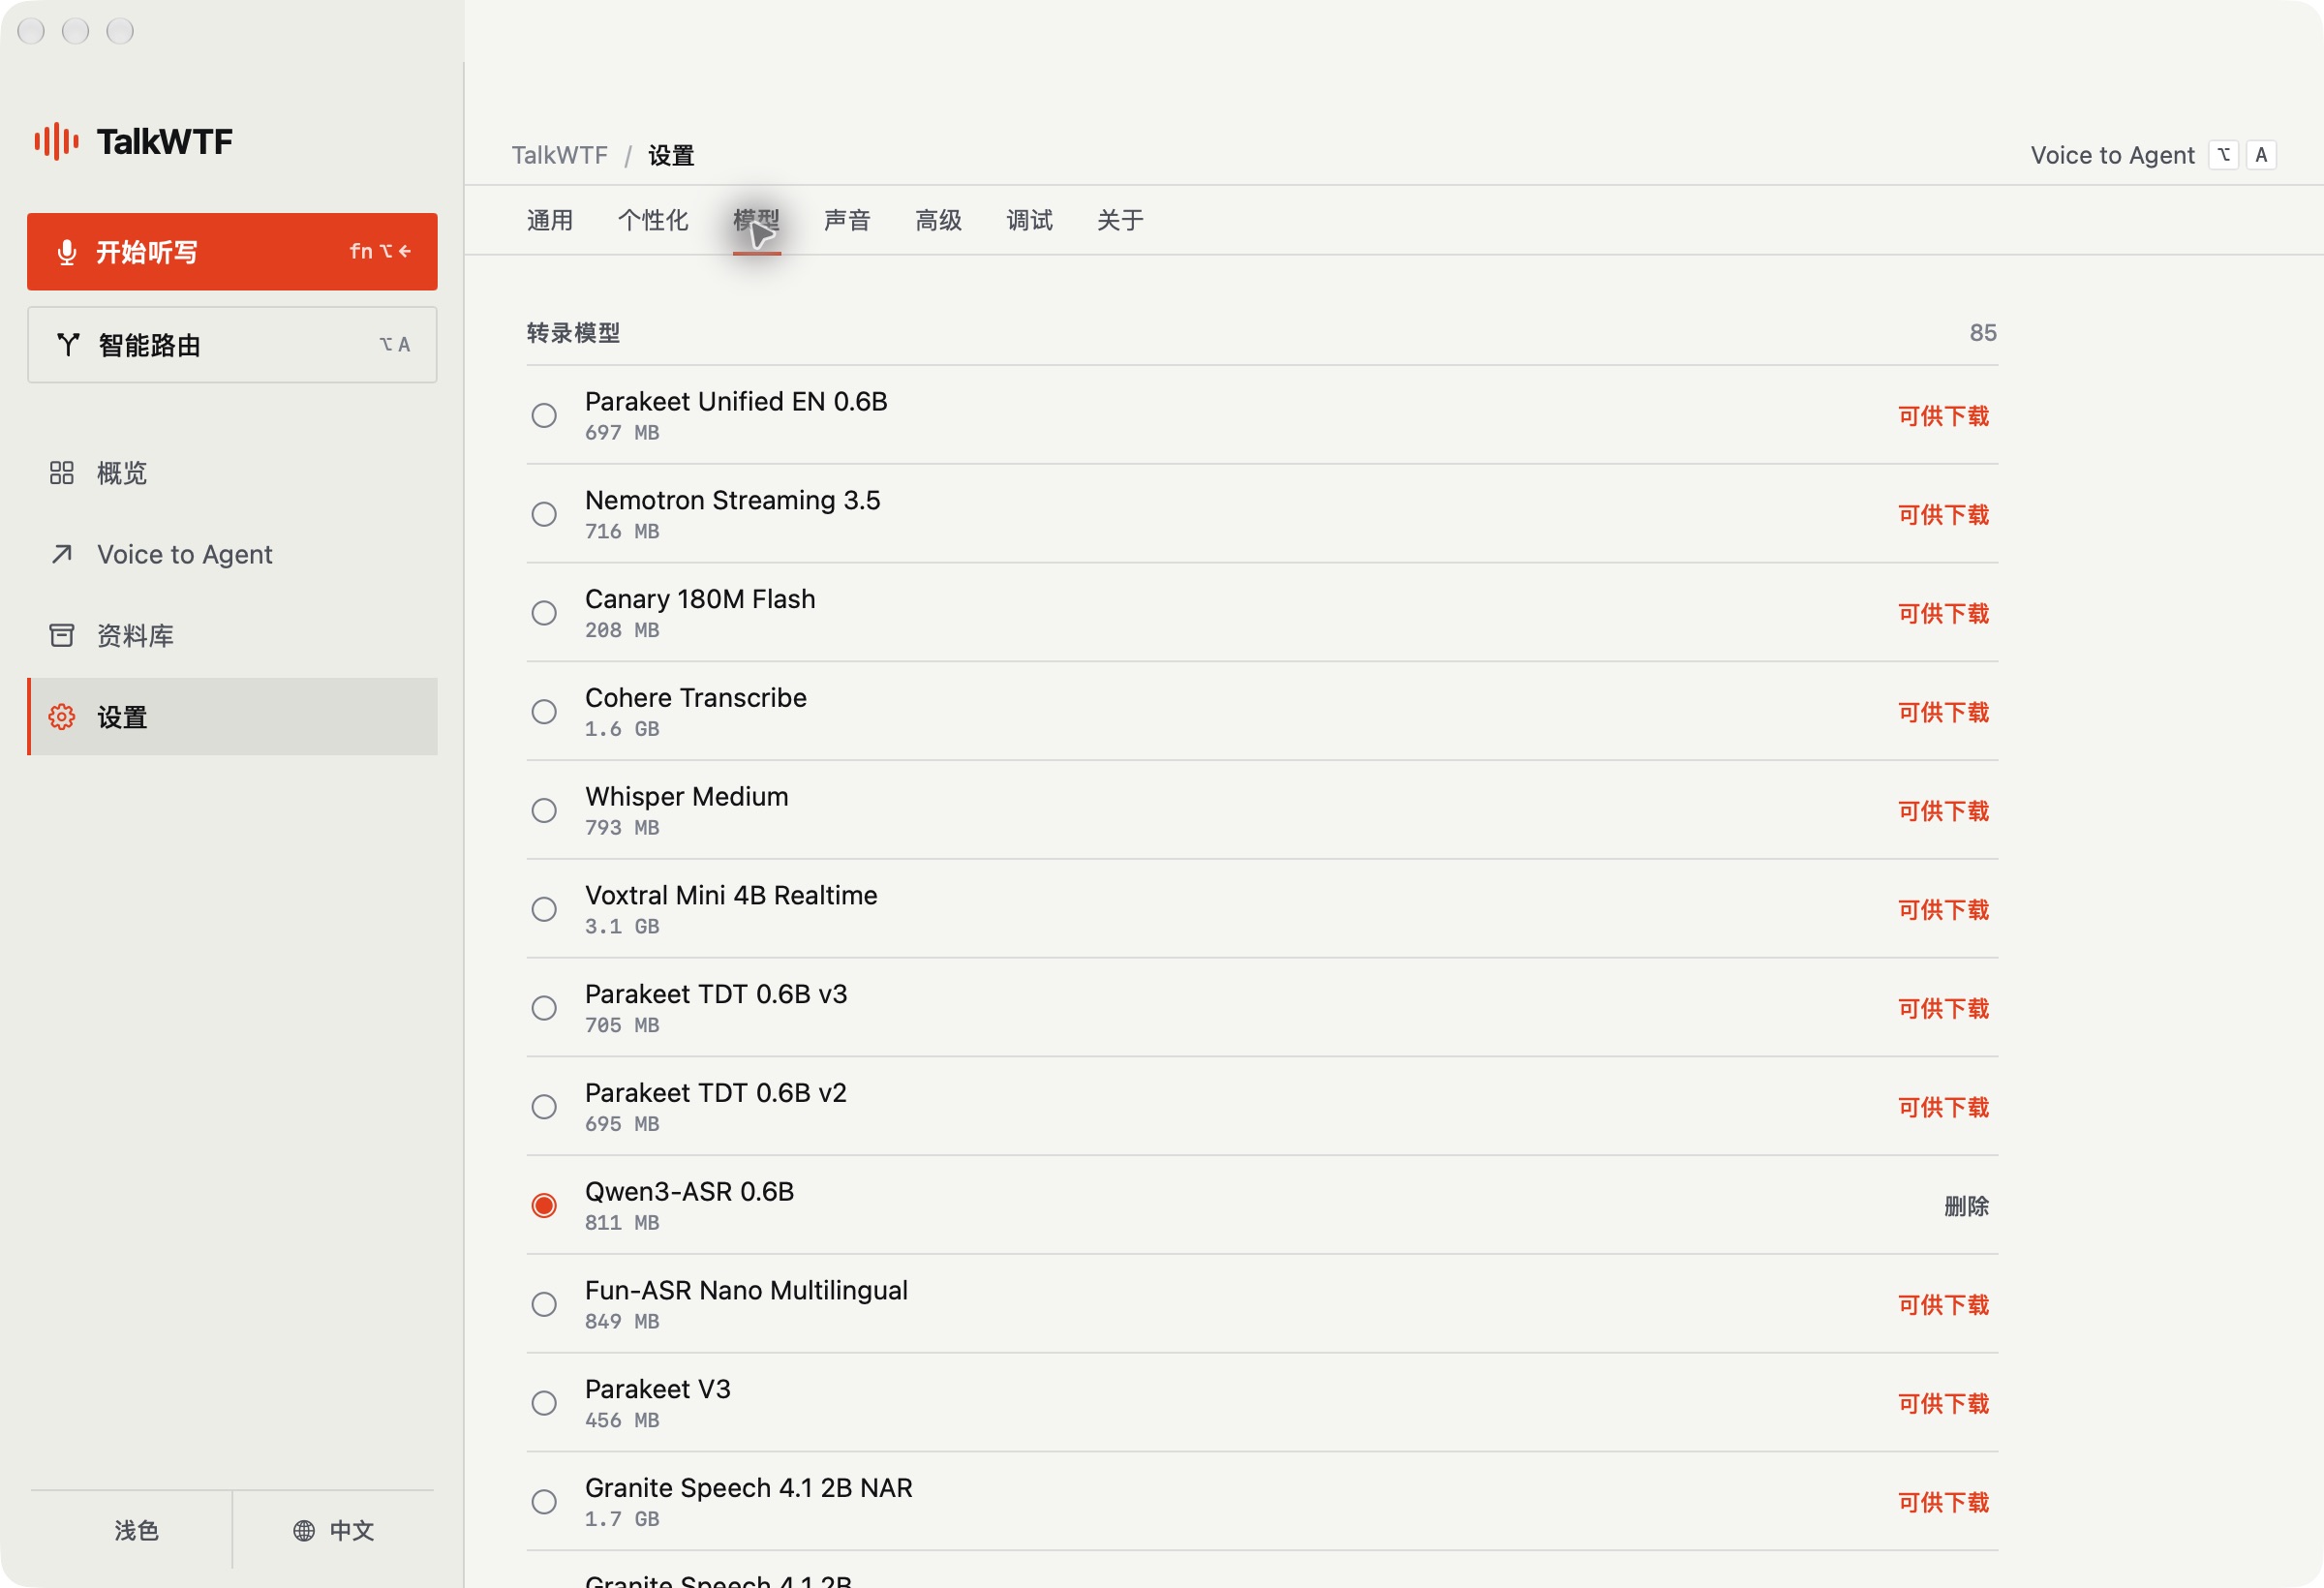 TalkWTF
开始听写 fn ⌥ ←
智能路由 ⌥ A
概览
Voice to Agent
资料库
设置
浅色
中文
TalkWTF / 设置
Voice to Agent ⌥ A
通用 个性化 模型 声音 高级 调试 关于
转录模型 85
Parakeet Unified EN 0.6B
697 MB
可供下载
Nemotron Streaming 3.5
716 MB
可供下载
Canary 180M Flash
208 MB
可供下载
Cohere Transcribe
1.6 GB
可供下载
Whisper Medium
793 MB
可供下载
Voxtral Mini 4B Realtime
3.1 GB
可供下载
Parakeet TDT 0.6B v3
705 MB
可供下载
Parakeet TDT 0.6B v2
695 MB
可供下载
Qwen3-ASR 0.6B
811 MB
删除
Fun-ASR Nano Multilingual
849 MB
可供下载
Parakeet V3
456 MB
可供下载
Granite Speech 4.1 2B NAR
1.7 GB
可供下载
Granite Speech 4.1 2B